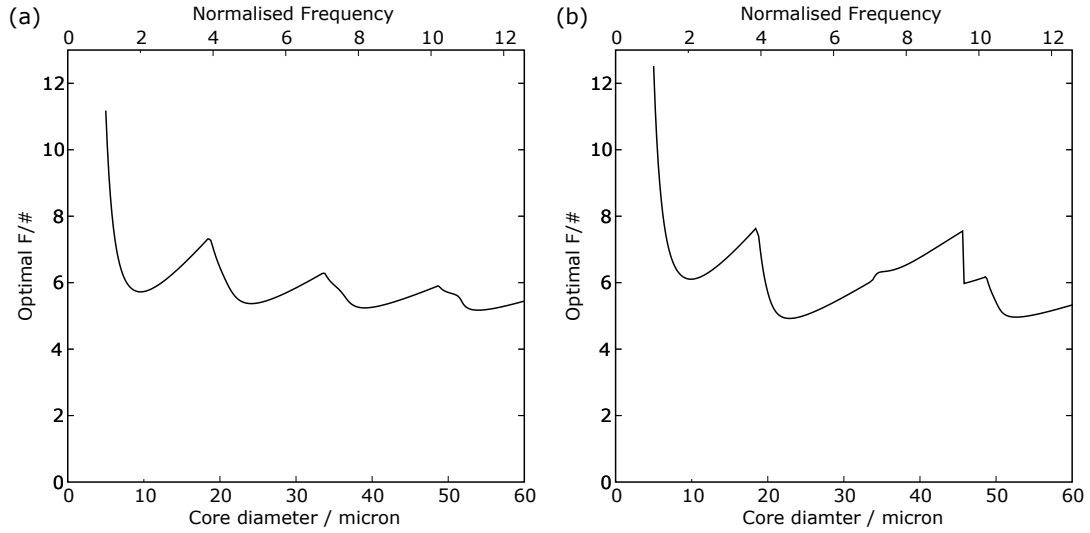 (a)
Normalised Frequency
0 2 4 6 8 10 12
12
10
8
6
4
2
0
Optimal F/#
0 10 20 30 40 50 60
Core diameter / micron
(b)
Normalised Frequency
0 2 4 6 8 10 12
12
10
8
6
4
2
0
Optimal F/#
0 10 20 30 40 50 60
Core diamter / micron